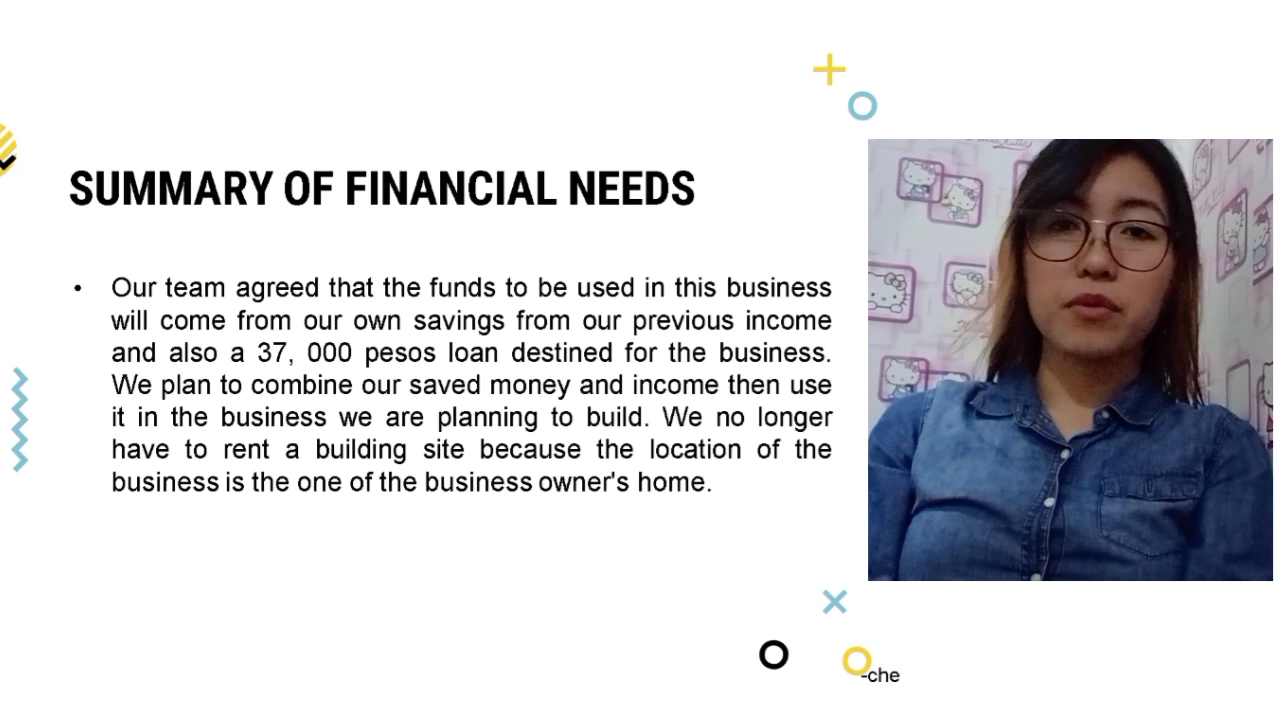 SUMMARY OF FINANCIAL NEEDS
• Our team agreed that the funds to be used in this business
will come from our own savings from our previous income
and also a 37, 000 pesos loan destined for the business.
We plan to combine our saved money and income then use
it in the business we are planning to build. We no longer
have to rent a building site because the location of the
business is the one of the business owner's home.
-che